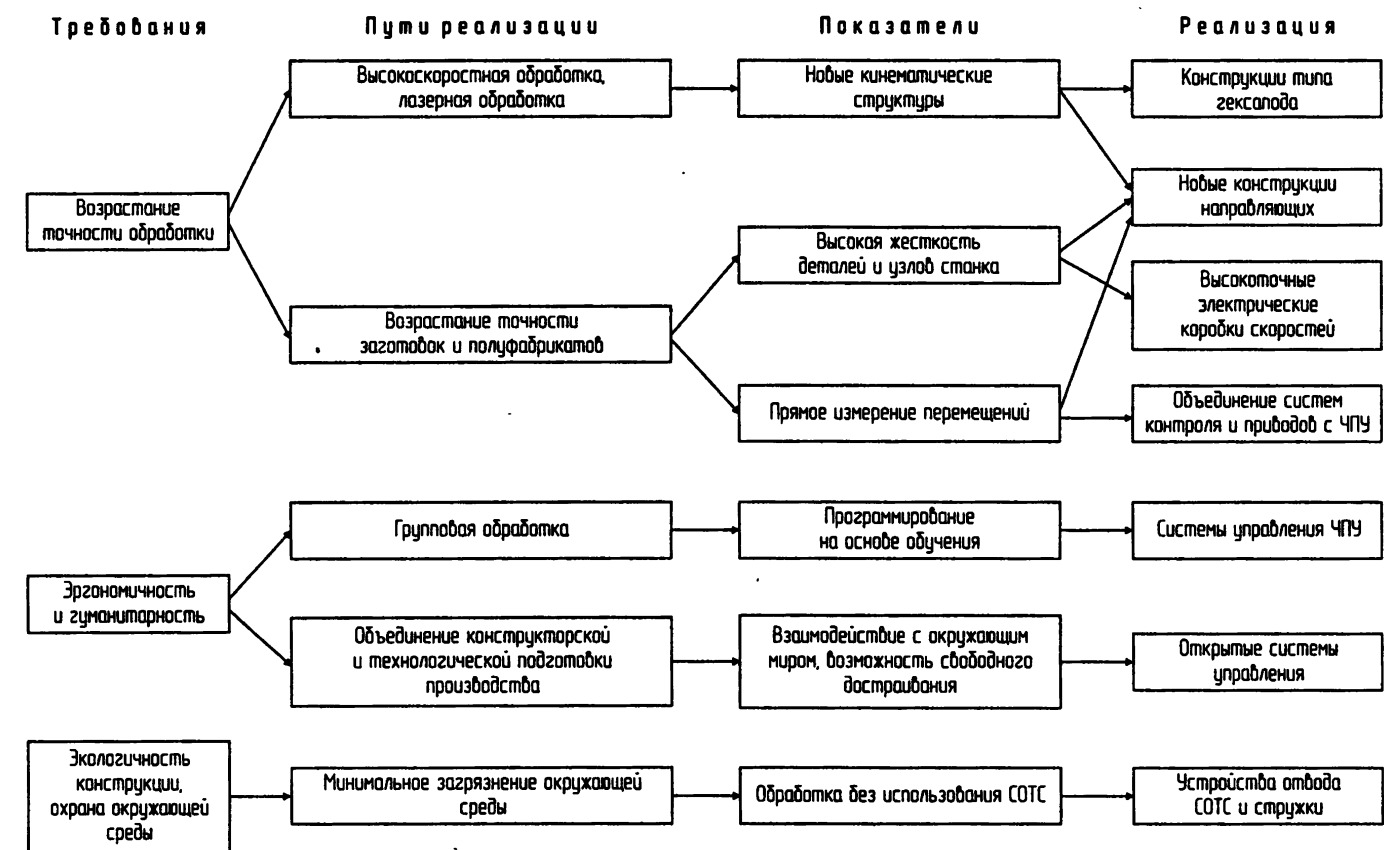 Требования
Пути реализации
Показатели
Реализация
Высокоскоростная обработка,
лазерная обработка
Новые кинематические
структуры
Конструкции типа
гексапода
Возрастание
точности обработки
Новые конструкции
направляющих
Высокая жесткость
деталей и узлов станка
Высокоточные
электрические
коробки скоростей
Возрастание точности
заготовок и полуфабрикатов
Прямое измерение перемещений
Объединение систем
контроля и приводов с ЧПУ
Групповая обработка
Программирование
на основе обучения
Системы управления ЧПУ
Эргономичность
и гуманитарность
Объединение конструкторской
и технологической подготовки
производства
Взаимодействие с окружающим
миром, возможность свободного
достраивания
Открытые системы
управления
Экологичность
конструкции,
охрана окружающей
среды
Минимальное загрязнение окружающей
среды
Обработка без использования СОТС
Устройства отвода
СОТС и стружки